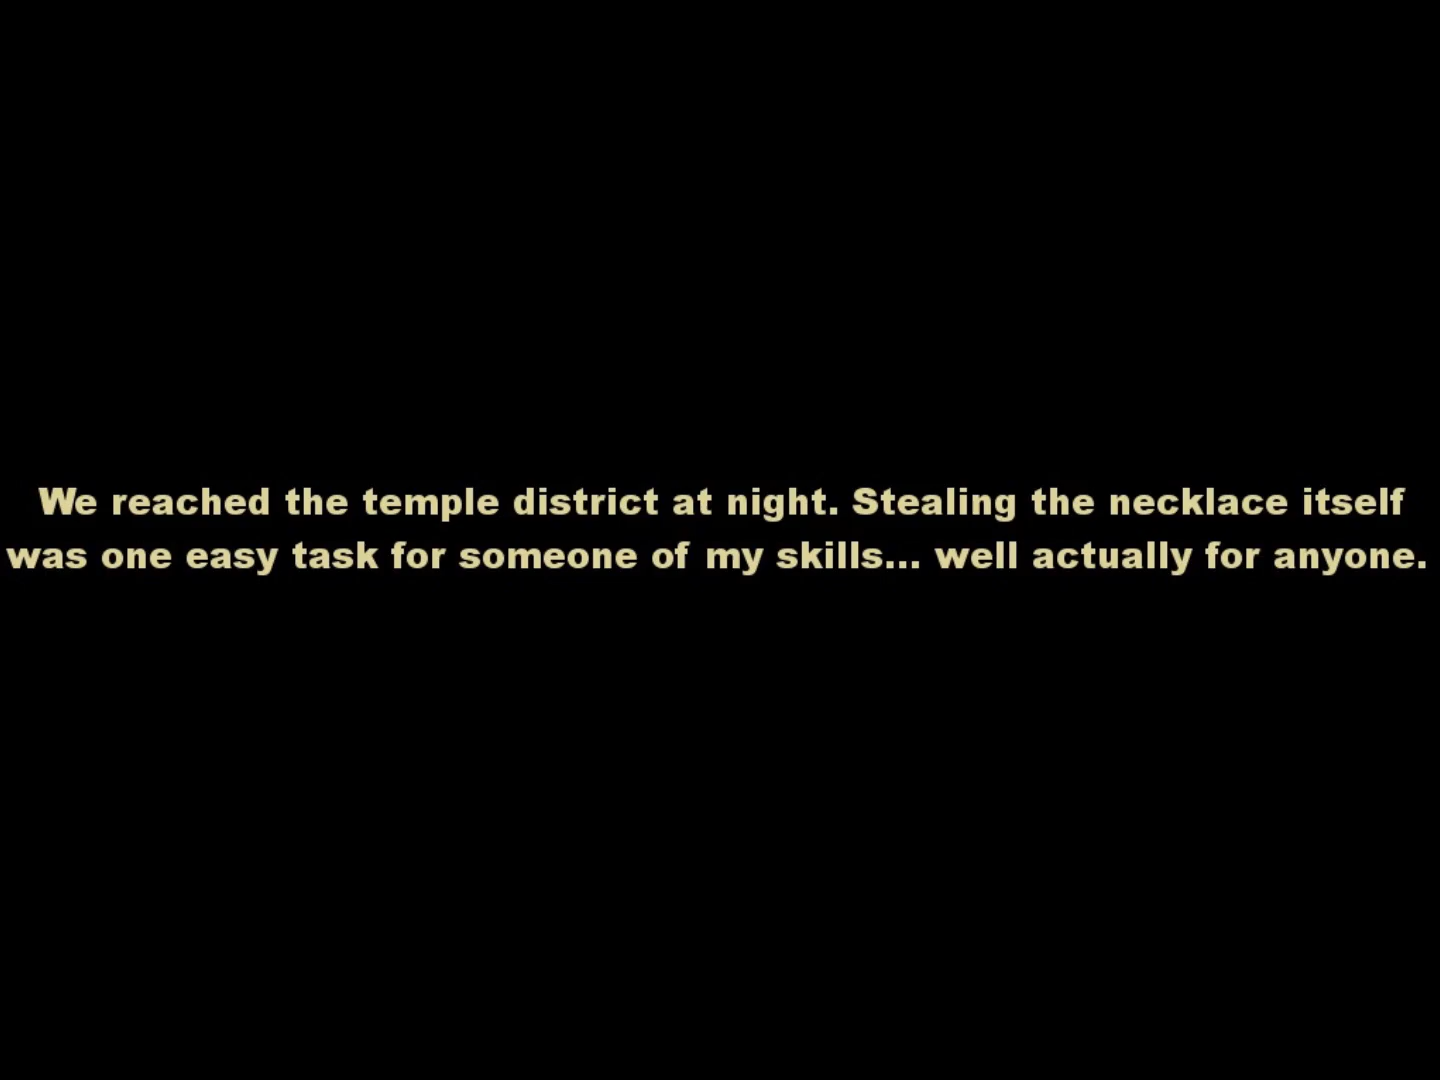 We reached the temple district at night. Stealing the necklace itself
was one easy task for someone of my skills... well actually for anyone.